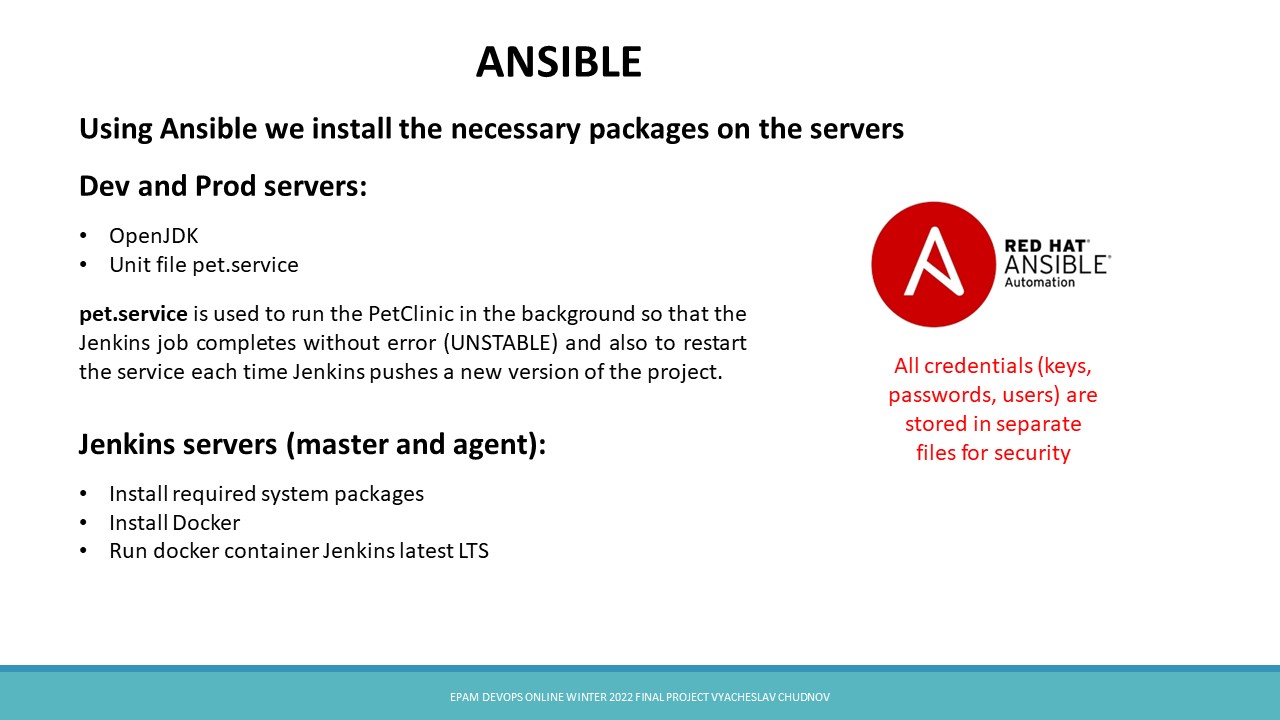 ANSIBLE
Using Ansible we install the necessary packages on the servers
Dev and Prod servers:
• OpenJDK
• Unit file pet.service
pet.service is used to run the PetClinic in the background so that the
Jenkins job completes without error (UNSTABLE) and also to restart
the service each time Jenkins pushes a new version of the project.
Jenkins servers (master and agent):
• Install required system packages
• Install Docker
• Run docker container Jenkins latest LTS
RED HAT®
ANSIBLE®
Automation
All credentials (keys,
passwords, users) are
stored in separate
files for security
EPAM DEVOPS ONLINE WINTER 2022 FINAL PROJECT VYACHESLAV CHUDNOV